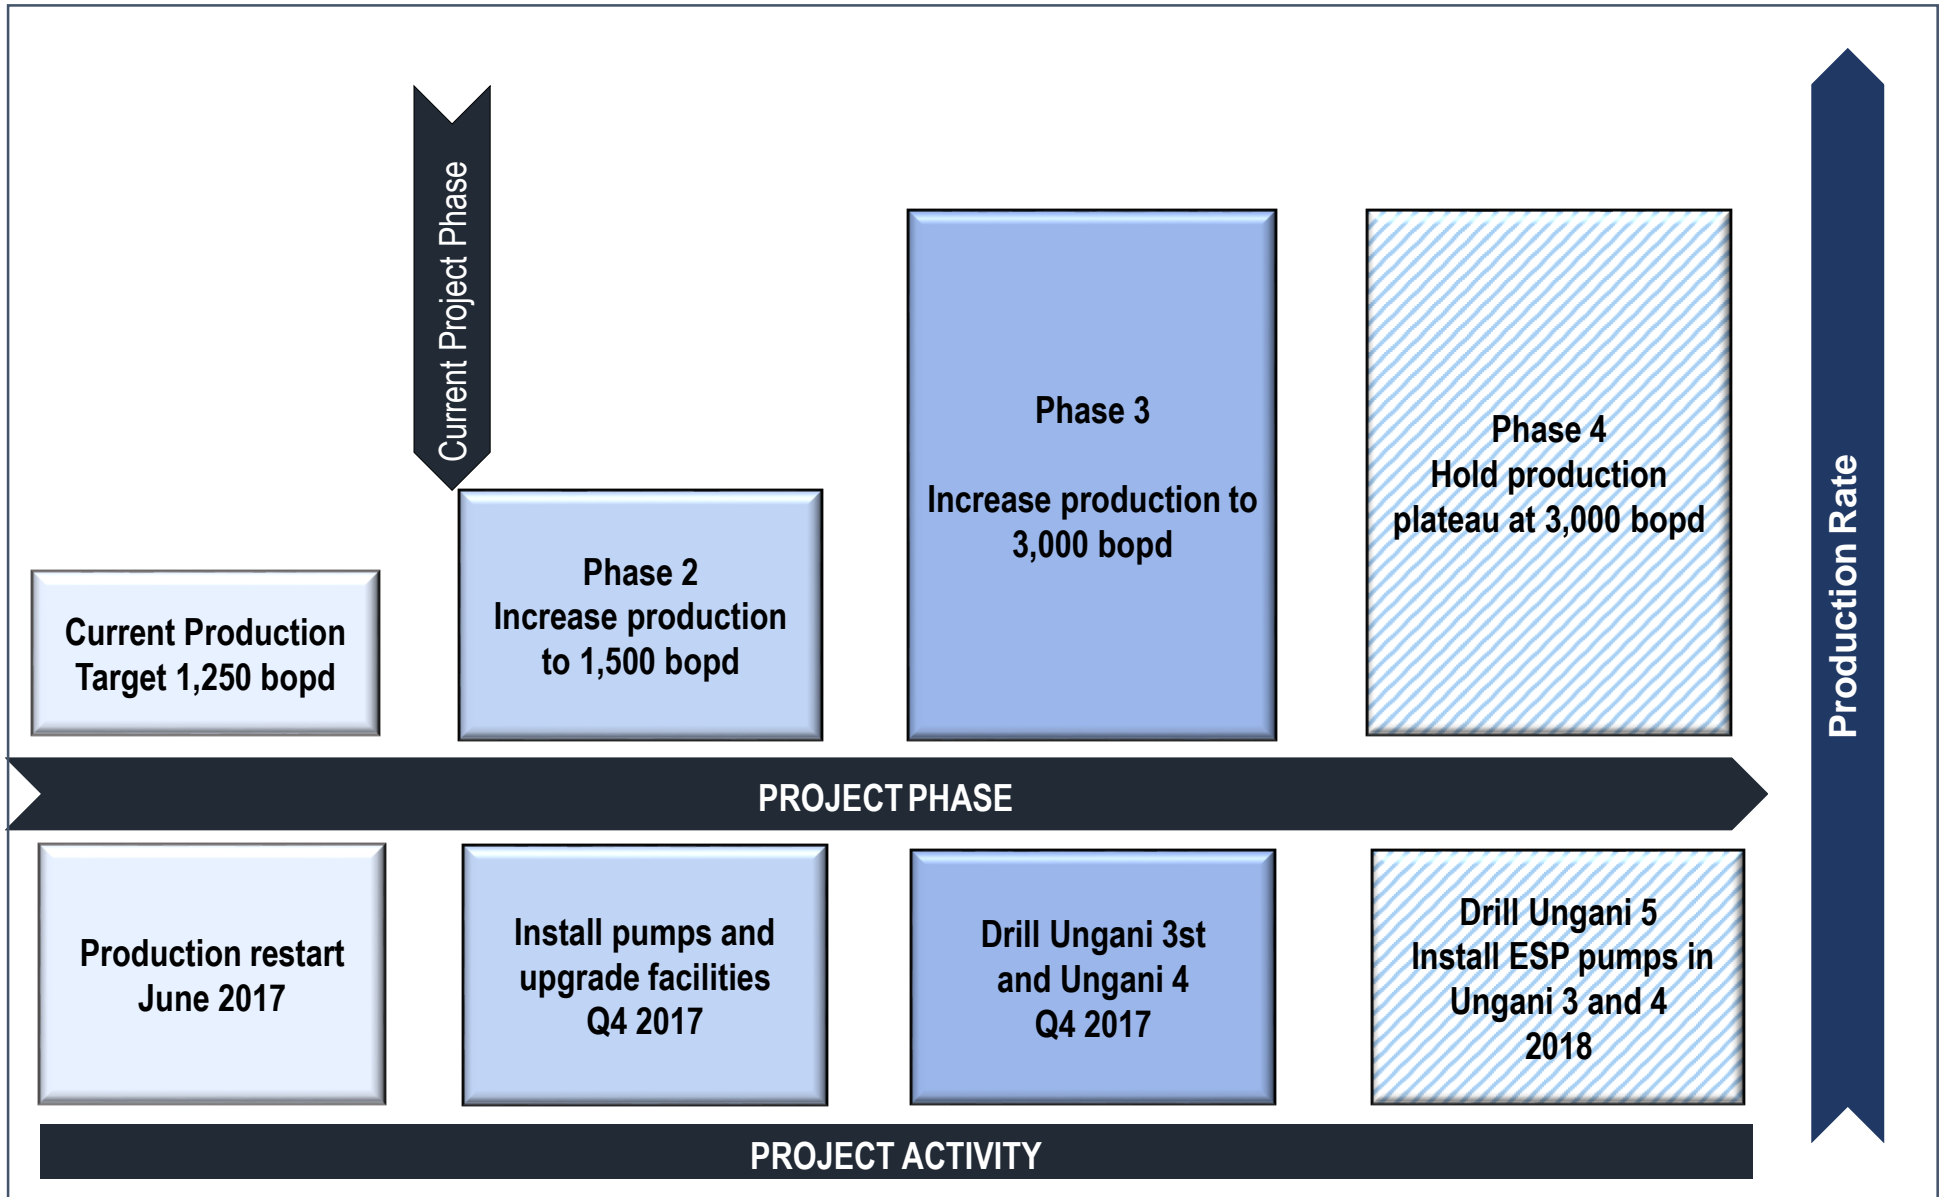 Current Project Phase
Current Production
Target 1,250 bopd
Phase 2
Increase production
to 1,500 bopd
Phase 3
Increase production to
3,000 bopd
Phase 4
Hold production
plateau at 3,000 bopd
Production Rate
PROJECT PHASE
Production restart
June 2017
Install pumps and
upgrade facilities
Q4 2017
Drill Ungani 3st
and Ungani 4
Q4 2017
Drill Ungani 5
Install ESP pumps in
Ungani 3 and 4
2018
PROJECT ACTIVITY